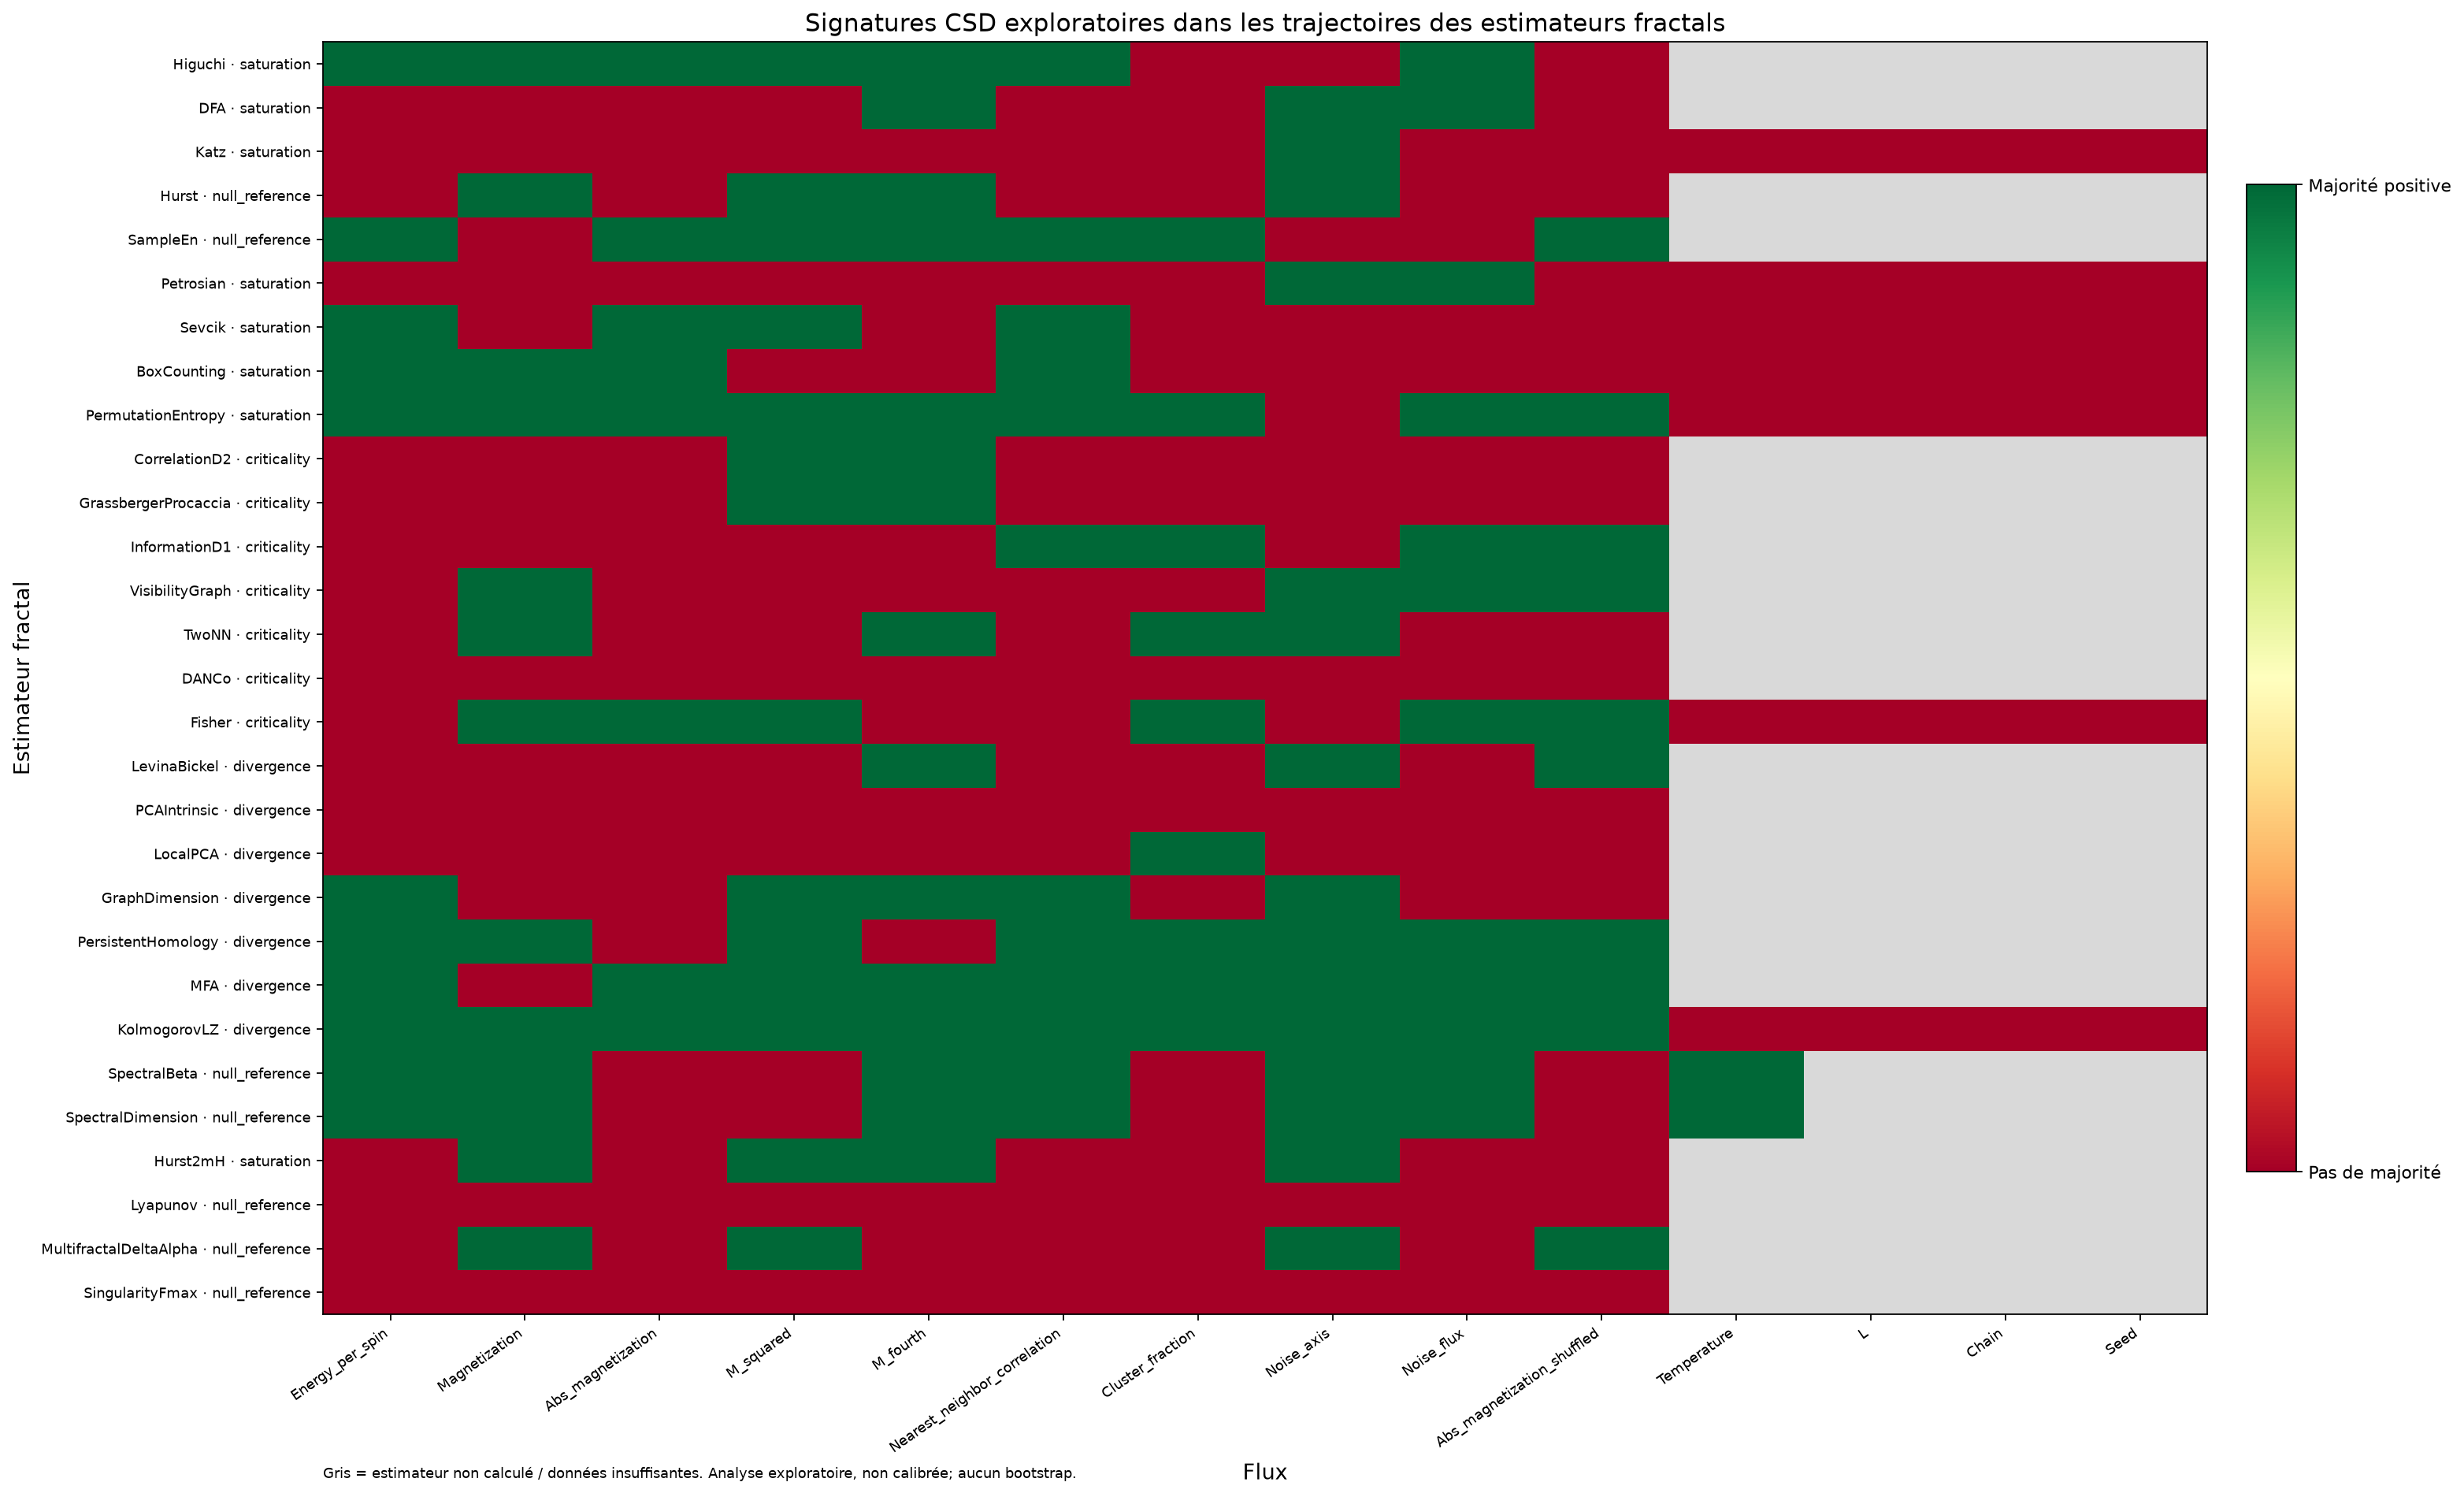 Signatures CSD exploratoires dans les trajectoires des estimateurs fractals
Estimateur fractal
Higuchi · saturation
DFA · saturation
Katz · saturation
Hurst · null_reference
SampleEn · null_reference
Petrosian · saturation
Sevcik · saturation
BoxCounting · saturation
PermutationEntropy · saturation
CorrelationD2 · criticality
GrassbergerProcaccia · criticality
InformationD1 · criticality
VisibilityGraph · criticality
TwoNN · criticality
DANCo · criticality
Fisher · criticality
LevinaBickel · divergence
PCAIntrinsic · divergence
LocalPCA · divergence
GraphDimension · divergence
PersistentHomology · divergence
MFA · divergence
KolmogorovLZ · divergence
SpectralBeta · null_reference
SpectralDimension · null_reference
Hurst2mH · saturation
Lyapunov · null_reference
MultifractalDeltaAlpha · null_reference
SingularityFmax · null_reference
Majorité positive
Pas de majorité
Energy_per_spin
Magnetization
Abs_magnetization
M_squared
M_fourth
Nearest_neighbor_correlation
Cluster_fraction
Noise_axis
Noise_flux
Abs_magnetization_shuffled
Temperature
L
Chain
Seed
Flux
Gris = estimateur non calculé / données insuffisantes. Analyse exploratoire, non calibrée; aucun bootstrap.